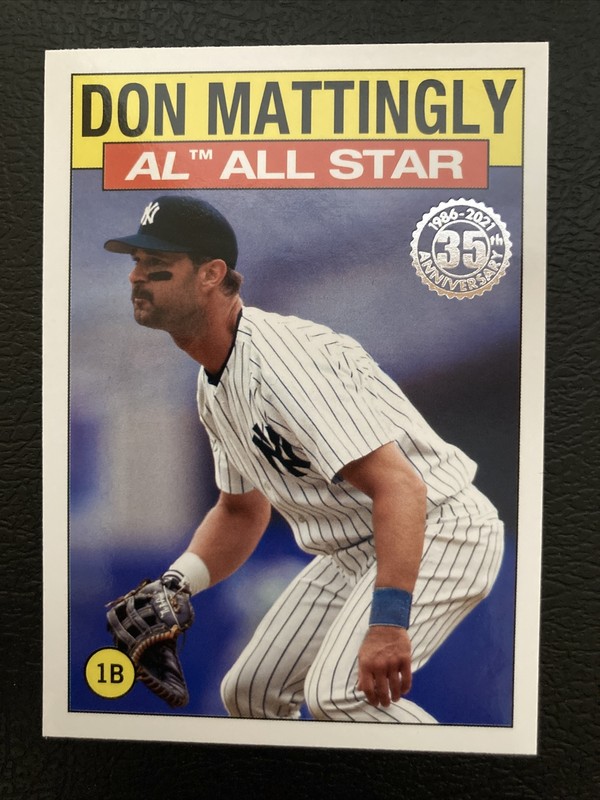 DON MATTINGLY
AL™ ALL STAR
1986-2021
35th
ANNIVERSARY
NY
NY
1B